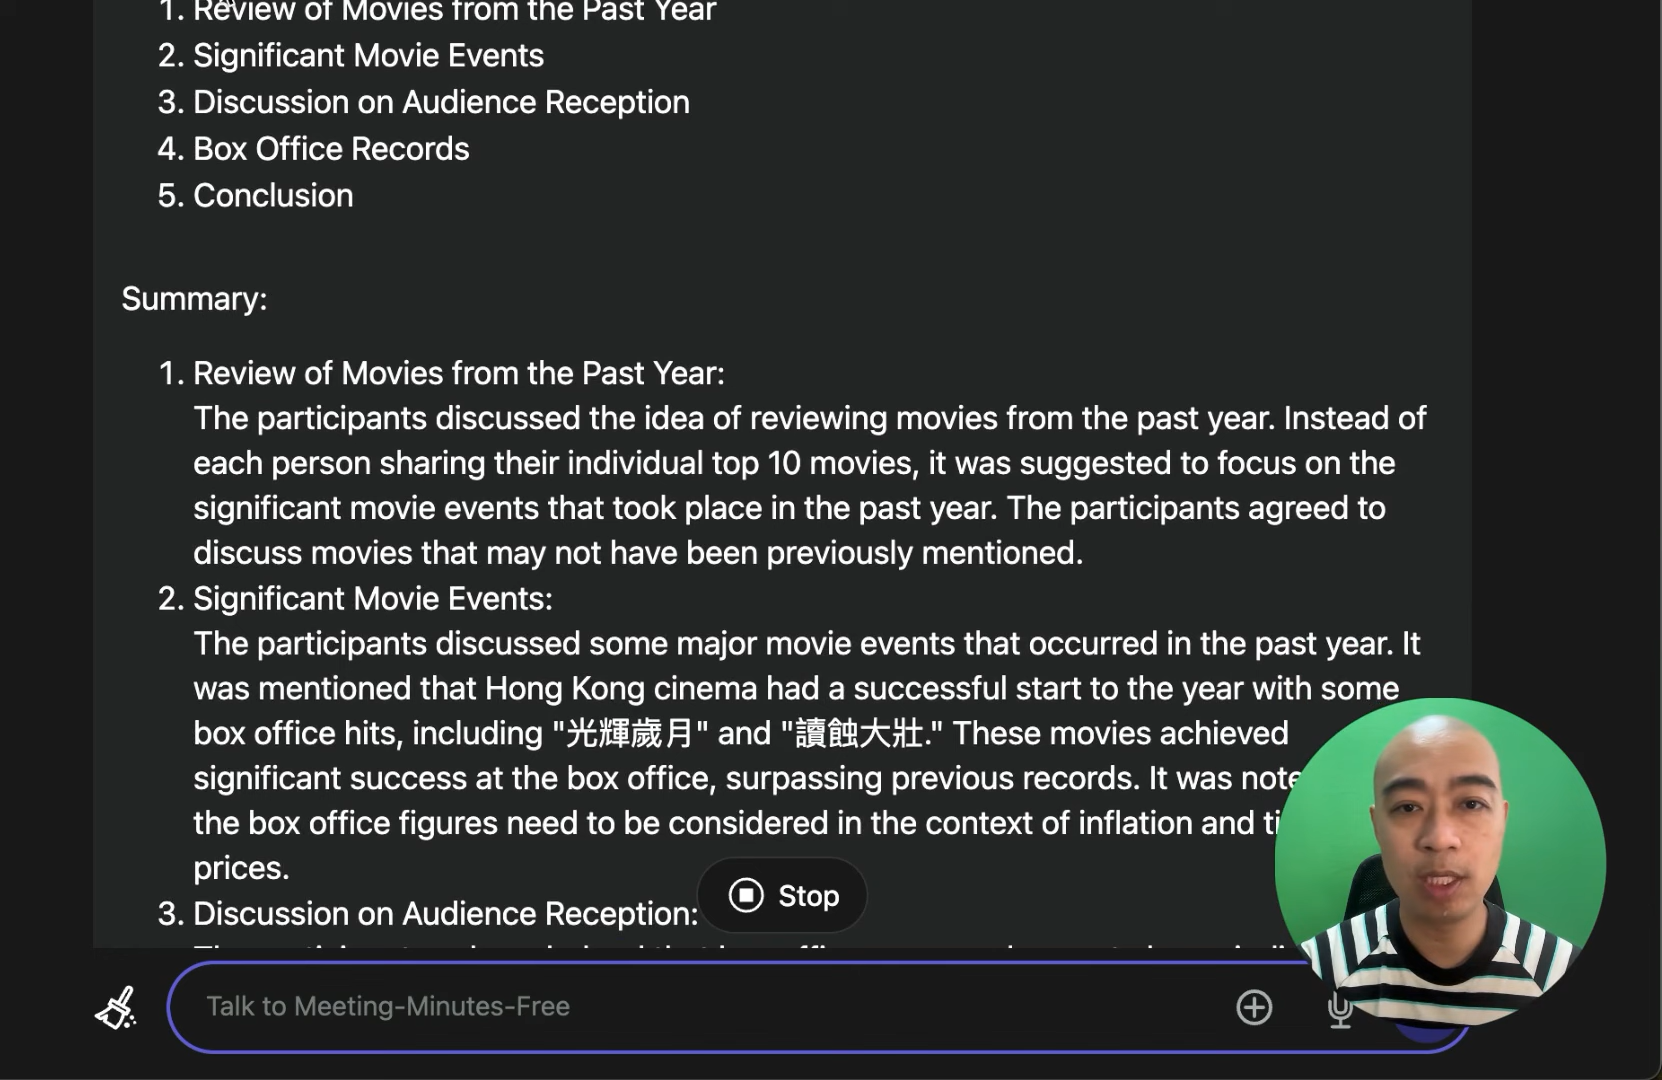 1. Review of Movies from the Past Year
2. Significant Movie Events
3. Discussion on Audience Reception
4. Box Office Records
5. Conclusion
Summary:
1. Review of Movies from the Past Year:
The participants discussed the idea of reviewing movies from the past year. Instead of
each person sharing their individual top 10 movies, it was suggested to focus on the
significant movie events that took place in the past year. The participants agreed to
discuss movies that may not have been previously mentioned.
2. Significant Movie Events:
The participants discussed some major movie events that occurred in the past year. It
was mentioned that Hong Kong cinema had a successful start to the year with some
box office hits, including "光輝歲月" and "讀蝕大壯." These movies achieved
significant success at the box office, surpassing previous records. It was
the box office figures need to be considered in the context of inflation and
prices.
3. Discussion on Audience Reception:
Stop
Talk to Meeting-Minutes-Free